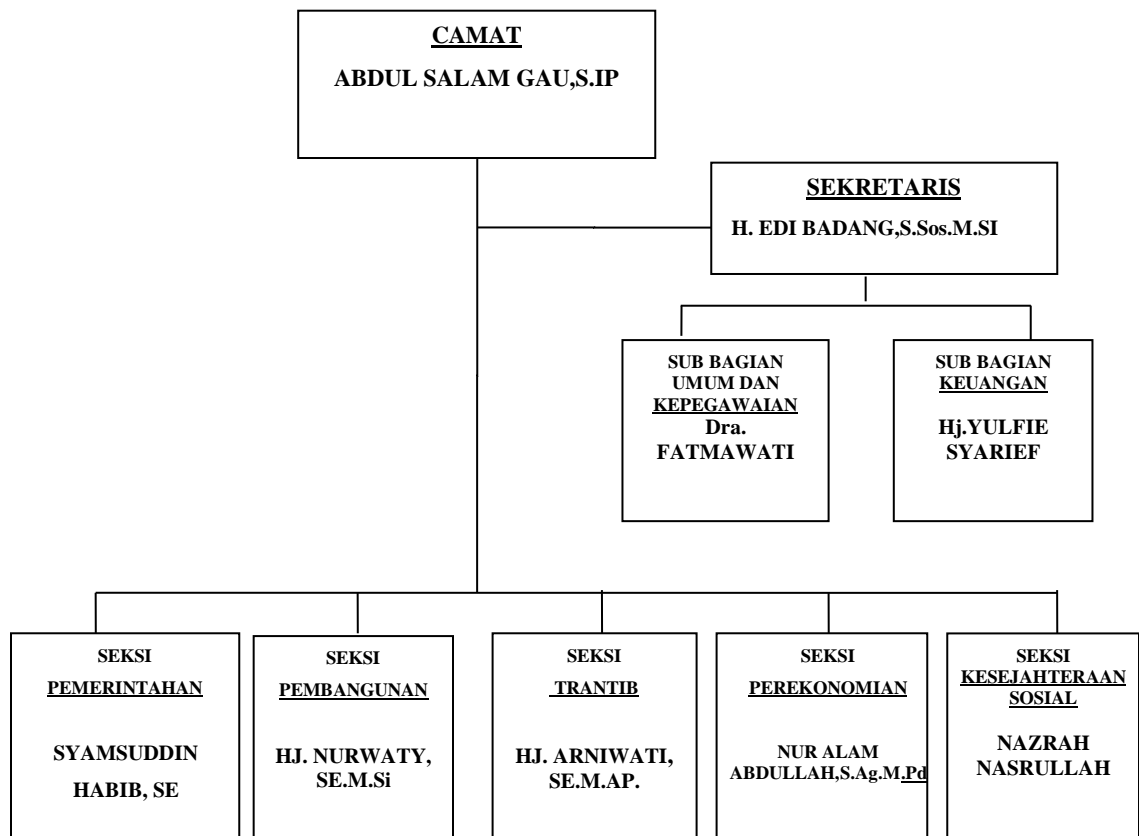 CAMAT
ABDUL SALAM GAU,S.IP
SEKRETARIS
H. EDI BADANG,S.Sos.M.SI
SUB BAGIAN
UMUM DAN
KEPEGAWAIAN
Dra.
FATMAWATI
SUB BAGIAN
KEUANGAN
Hj.YULFIE
SYARIEF
SEKSI
PEMERINTAHAN
SYAMSUDDIN
HABIB, SE
SEKSI
PEMBANGUNAN
HJ. NURWATY,
SE.M.Si
SEKSI
TRANTIB
HJ. ARNIWATI,
SE.M.AP.
SEKSI
PEREKONOMIAN
NUR ALAM
ABDULLAH,S.Ag.M.Pd
SEKSI
KESEJAHTERAAN
SOSIAL
NAZRAH
NASRULLAH